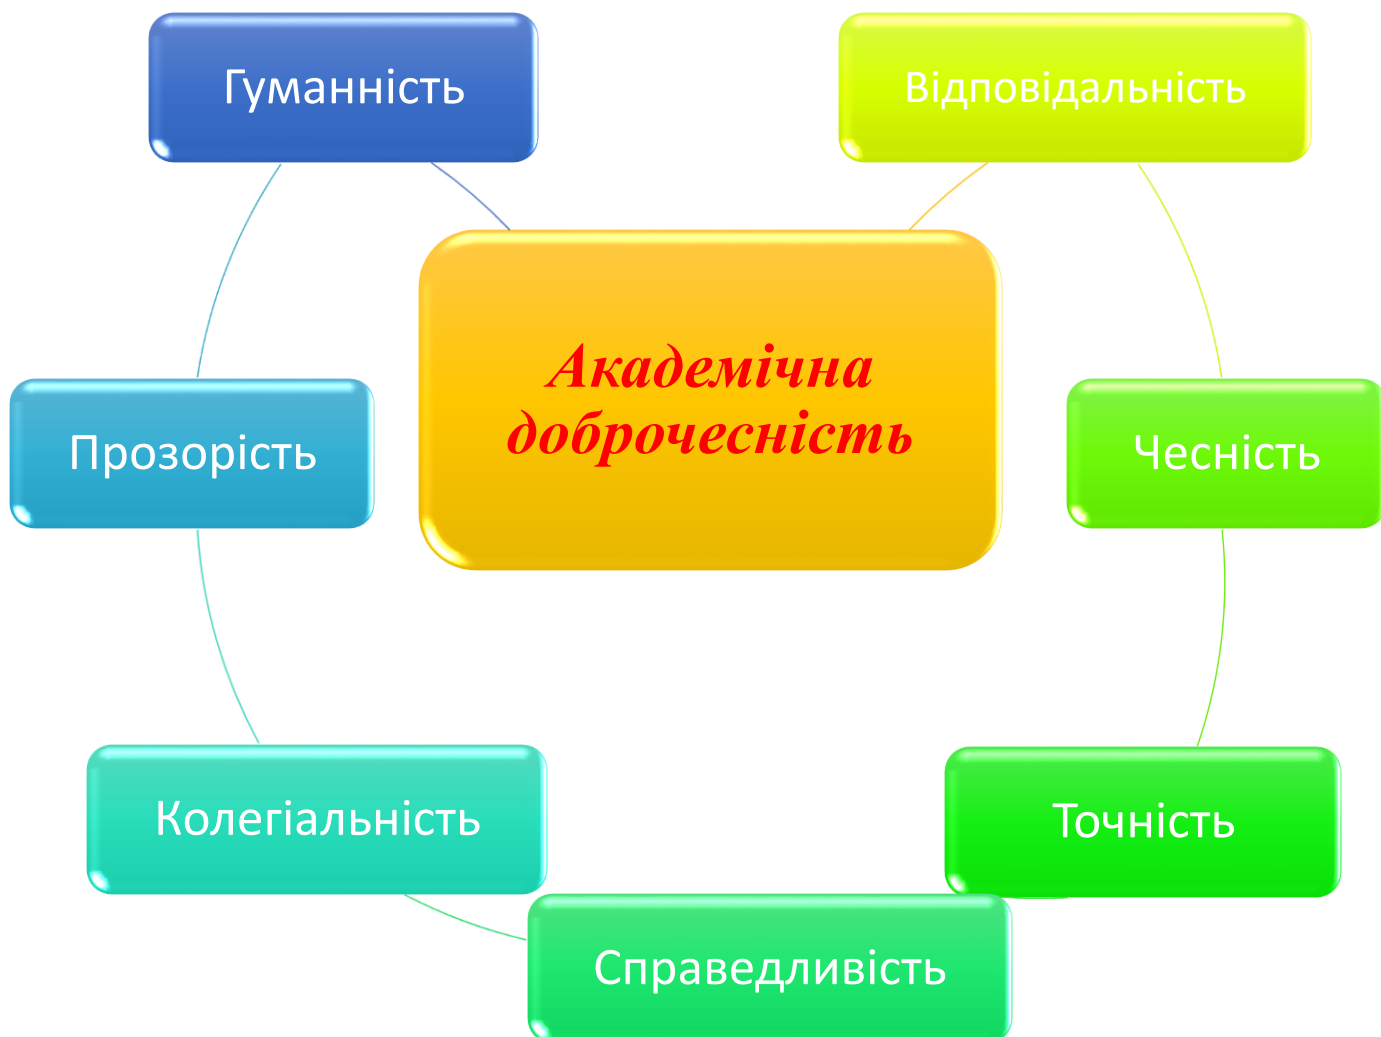 Гуманність
Відповідальність
Академічна
доброчесність
Прозорість
Чесність
Колегіальність
Точність
Справедливість